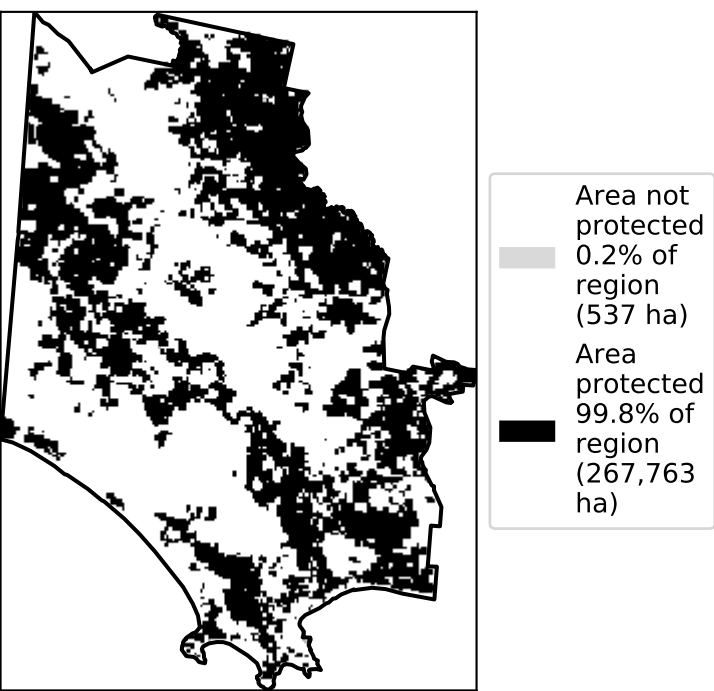 Area not
protected
0.2% of
region
(537 ha)
Area
protected
99.8% of
region
(267,763
ha)